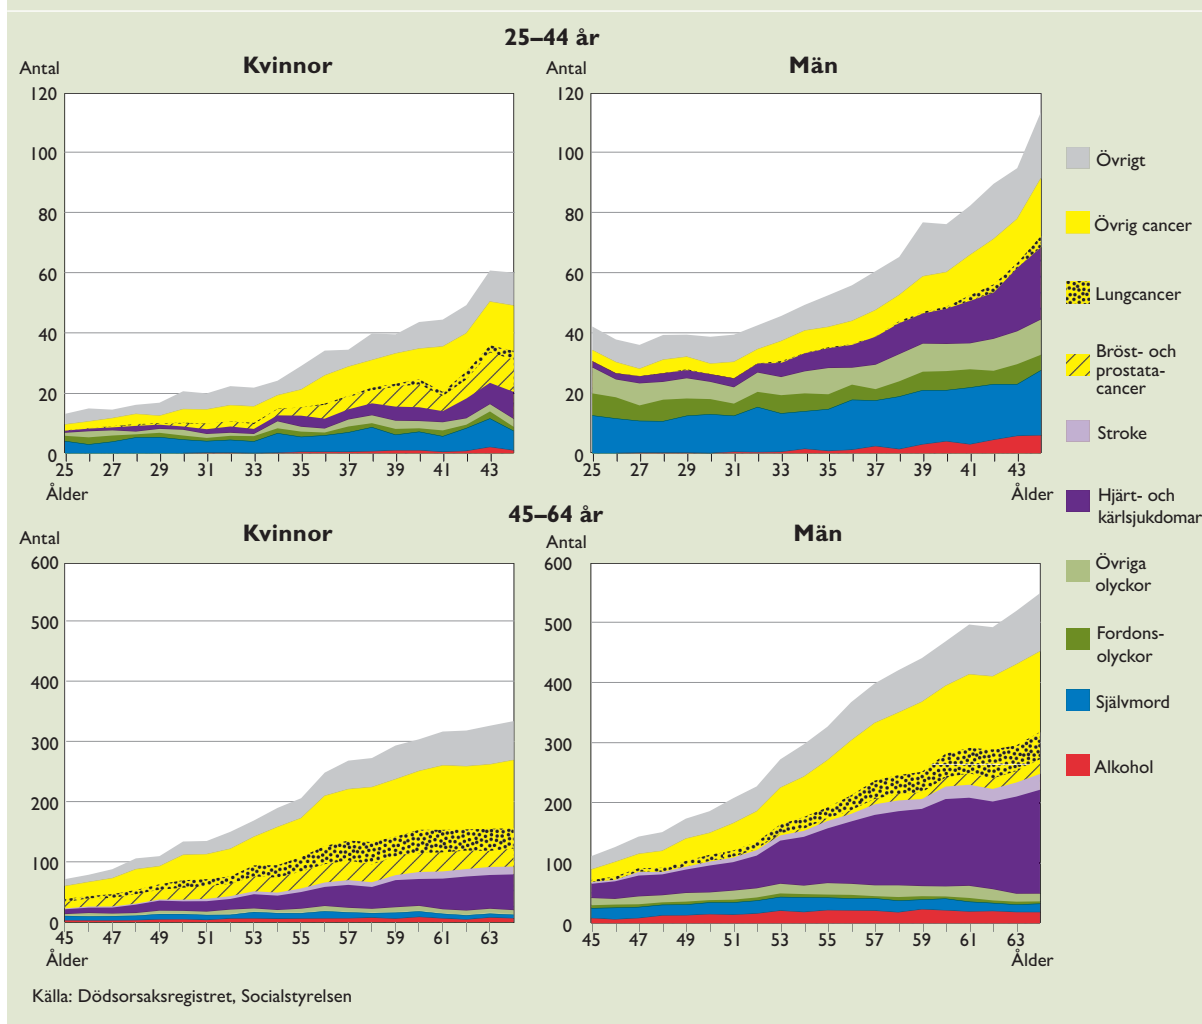 25–44 år
Kvinnor
Män
Antal
Antal
120
100
80
60
40
20
0
25 27 29 31 33 35 37 39 41 43
Ålder
120
100
80
60
40
20
0
25 27 29 31 33 35 37 39 41 43
Ålder
45–64 år
Kvinnor
Män
Antal
Antal
600
500
400
300
200
100
0
45 47 49 51 53 55 57 59 61 63
Ålder
600
500
400
300
200
100
0
45 47 49 51 53 55 57 59 61 63
Ålder
Övrigt
Övrig cancer
Lungcancer
Bröst- och
prostata-
cancer
Stroke
Hjärt- och
kärlsjukdomar
Övriga
olyckor
Fordons-
olyckor
Självmord
Alkohol
Källa: Dödsorsaksregistret, Socialstyrelsen